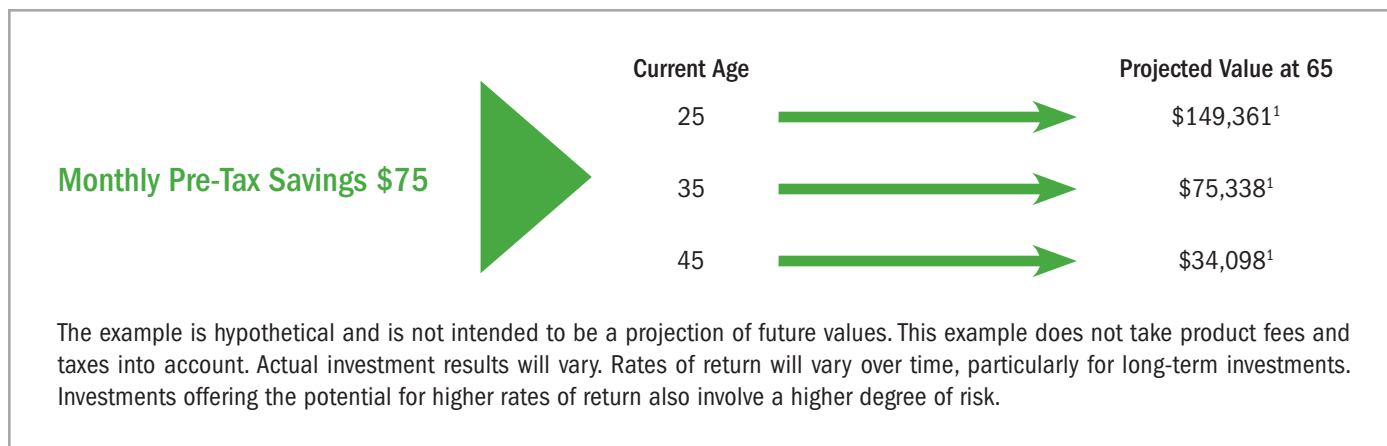 Current Age Projected Value at 65
25 $149,361¹
Monthly Pre-Tax Savings $75
35 $75,338¹
45 $34,098¹
The example is hypothetical and is not intended to be a projection of future values. This example does not take product fees and
taxes into account. Actual investment results will vary. Rates of return will vary over time, particularly for long-term investments.
Investments offering the potential for higher rates of return also involve a higher degree of risk.